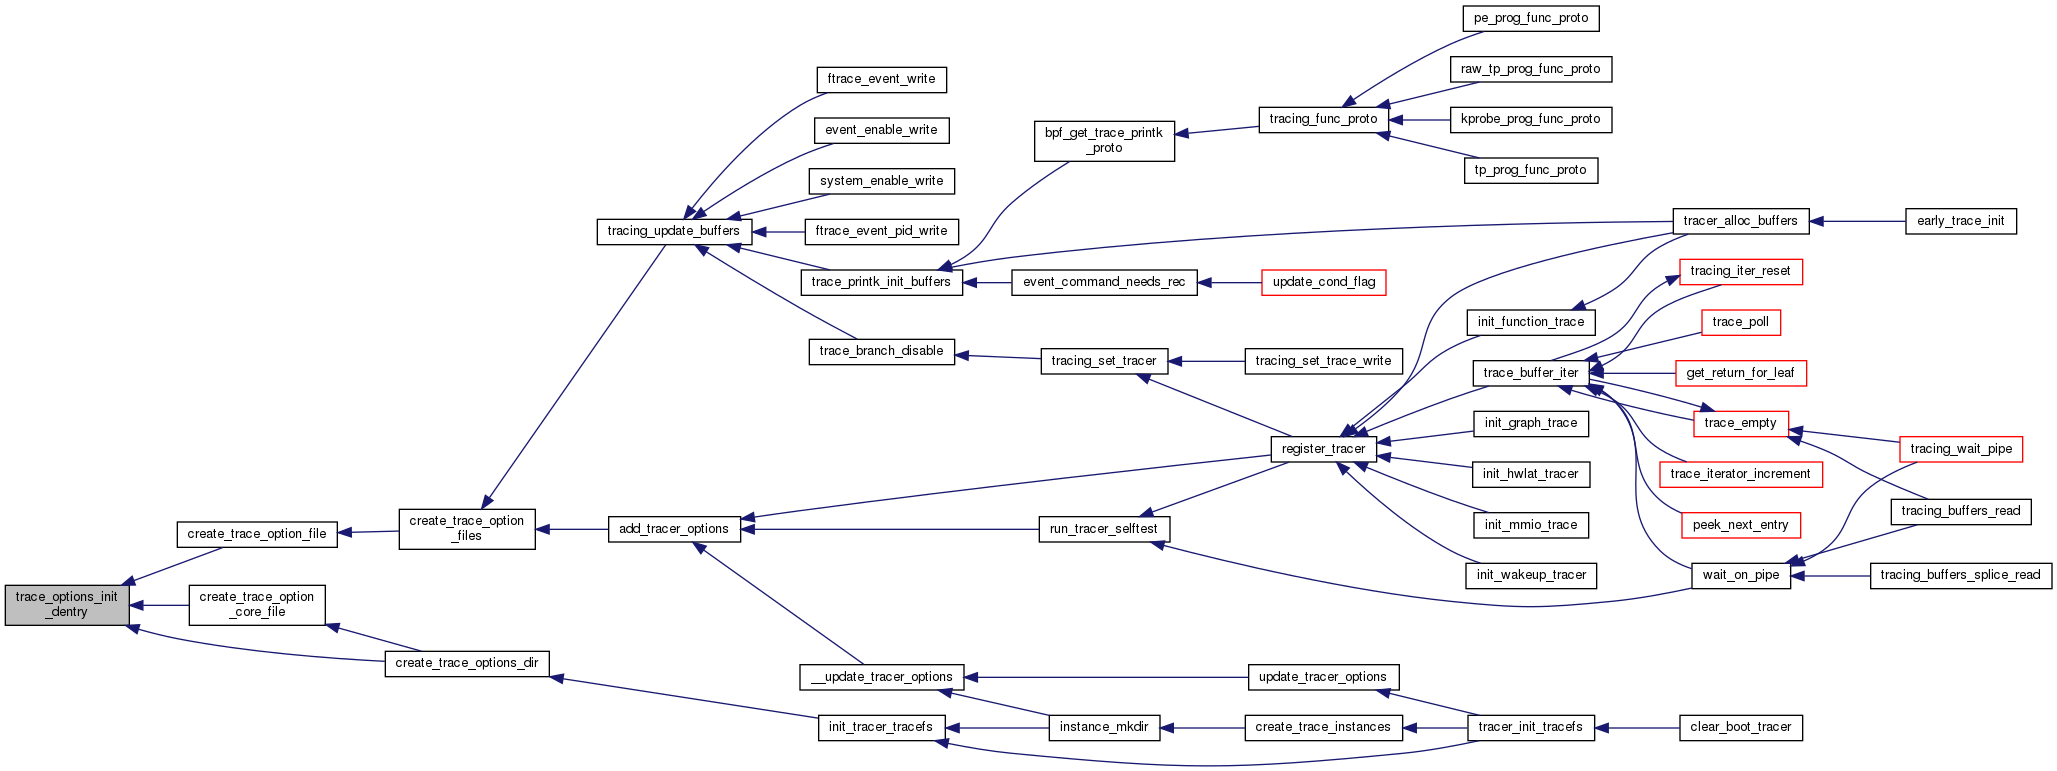 pe_prog_func_proto
raw_tp_prog_func_proto
ftrace_event_write
tracing_func_proto
kprobe_prog_func_proto
event_enable_write
bpf_get_trace_printk
_proto
tp_prog_func_proto
system_enable_write
tracer_alloc_buffers
early_trace_init
tracing_update_buffers
ftrace_event_pid_write
tracing_iter_reset
trace_printk_init_buffers
event_command_needs_rec
update_cond_flag
init_function_trace
trace_poll
trace_branch_disable
tracing_set_tracer
tracing_set_trace_write
trace_buffer_iter
get_return_for_leaf
init_graph_trace
trace_empty
register_tracer
tracing_wait_pipe
init_hwlat_tracer
trace_iterator_increment
create_trace_option
_files
tracing_buffers_read
create_trace_option_file
add_tracer_options
run_tracer_selftest
init_mmio_trace
peek_next_entry
init_wakeup_tracer
wait_on_pipe
tracing_buffers_splice_read
trace_options_init
_dentry
create_trace_option
_core_file
create_trace_options_dir
__update_tracer_options
update_tracer_options
init_tracer_tracefs
instance_mkdir
create_trace_instances
tracer_init_tracefs
clear_boot_tracer